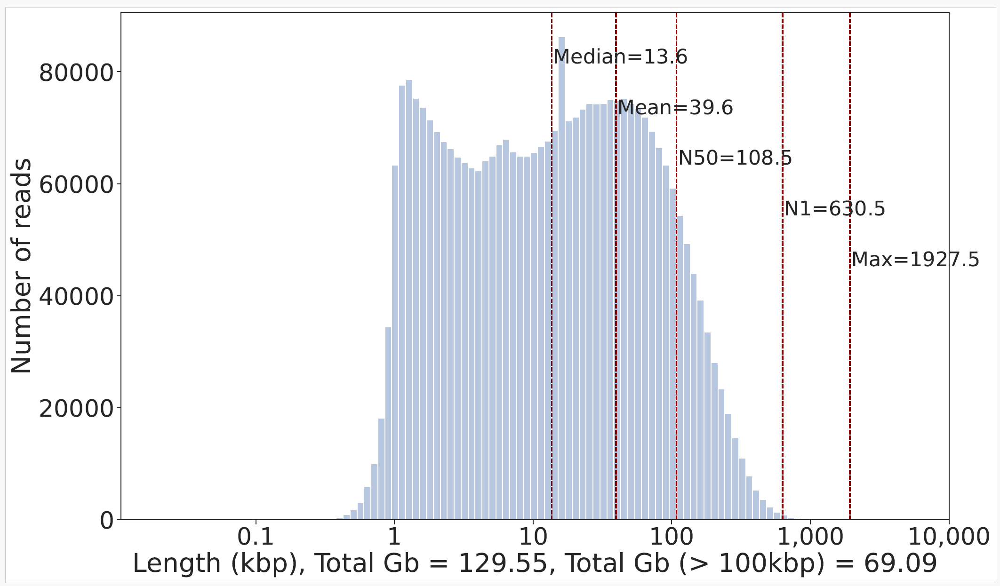 Number of reads
80000
60000
40000
20000
0
Median=13.6
Mean=39.6
N50=108.5
N1=630.5
Max=1927.5
0.1 1 10 100 1,000 10,000
Length (kbp), Total Gb = 129.55, Total Gb (> 100kbp) = 69.09